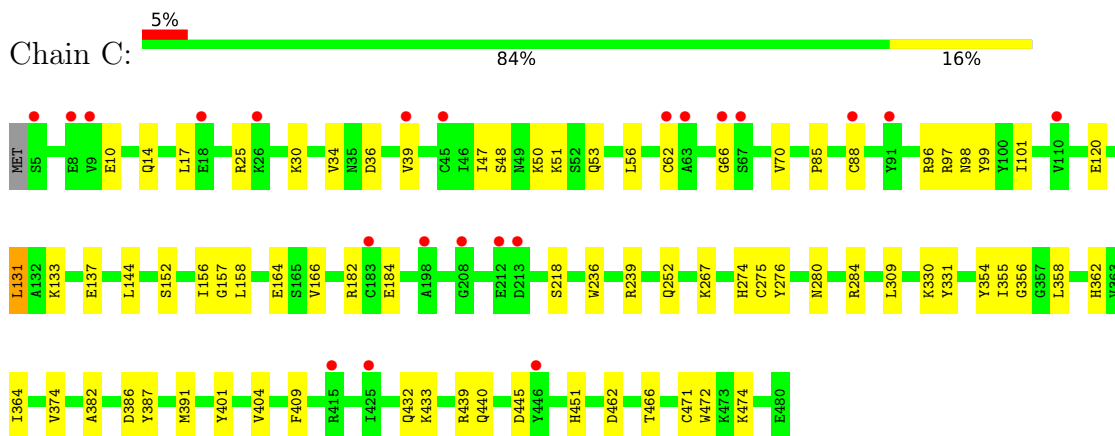 5%
Chain C:
84% 16%
MET S5 E8 V9 E10 Q14 L17 E18 R25 K26 K30 V34 N35 D36 V39 C45 I46 I47 S48 N49 K50 K51 S52 Q53 L56 C62 A63 G66 S67 V70 P85 C88 Y91 R96 R97 N98 Y99 Y100 I101 V110 E120
L131 A132 K133 E137 L144 S152 I156 G157 L158 E164 S165 V166 R182 C183 E184 A198 G208 E212 D213 S218 W236 R239 Q252 K267 H274 C275 Y276 N280 R284 L309 K330 Y331 Y354 I355 G356 G357 L358 H362 V363
I364 V374 A382 D386 Y387 M391 Y401 V404 F409 R415 I425 Q432 K433 R439 Q440 D445 Y446 H451 D462 T466 C471 W472 K473 K474 E480